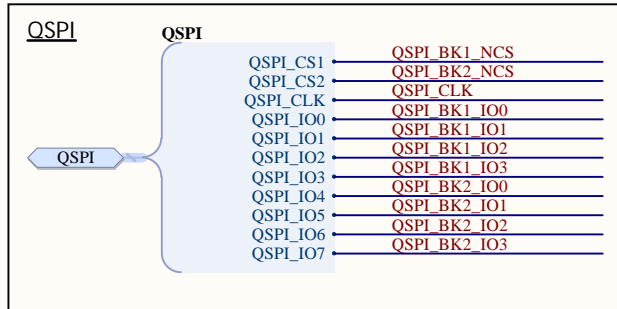 QSPI
QSPI
QSPI_CS1 QSPI_BK1_NCS
QSPI_CS2 QSPI_BK2_NCS
QSPI_CLK QSPI_CLK
QSPI_IO0 QSPI_BK1_IO0
QSPI_IO1 QSPI_BK1_IO1
QSPI_IO2 QSPI_BK1_IO2
QSPI
QSPI_IO3 QSPI_BK1_IO3
QSPI_IO4 QSPI_BK2_IO0
QSPI_IO5 QSPI_BK2_IO1
QSPI_IO6 QSPI_BK2_IO2
QSPI_IO7 QSPI_BK2_IO3